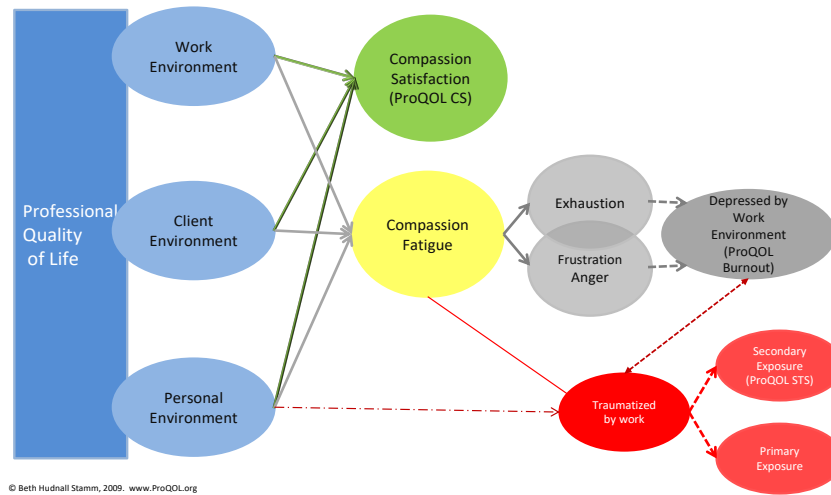 Professional
Quality
of Life
Work
Environment
Client
Environment
Personal
Environment
Compassion
Satisfaction
(ProQOL CS)
Compassion
Fatigue
Exhaustion
Frustration
Anger
Depressed by
Work
Environment
(ProQOL
Burnout)
Traumatized
by work
Secondary
Exposure
(ProQOL STS)
Primary
Exposure
© Beth Hudnall Stamm, 2009. www.ProQOL.org